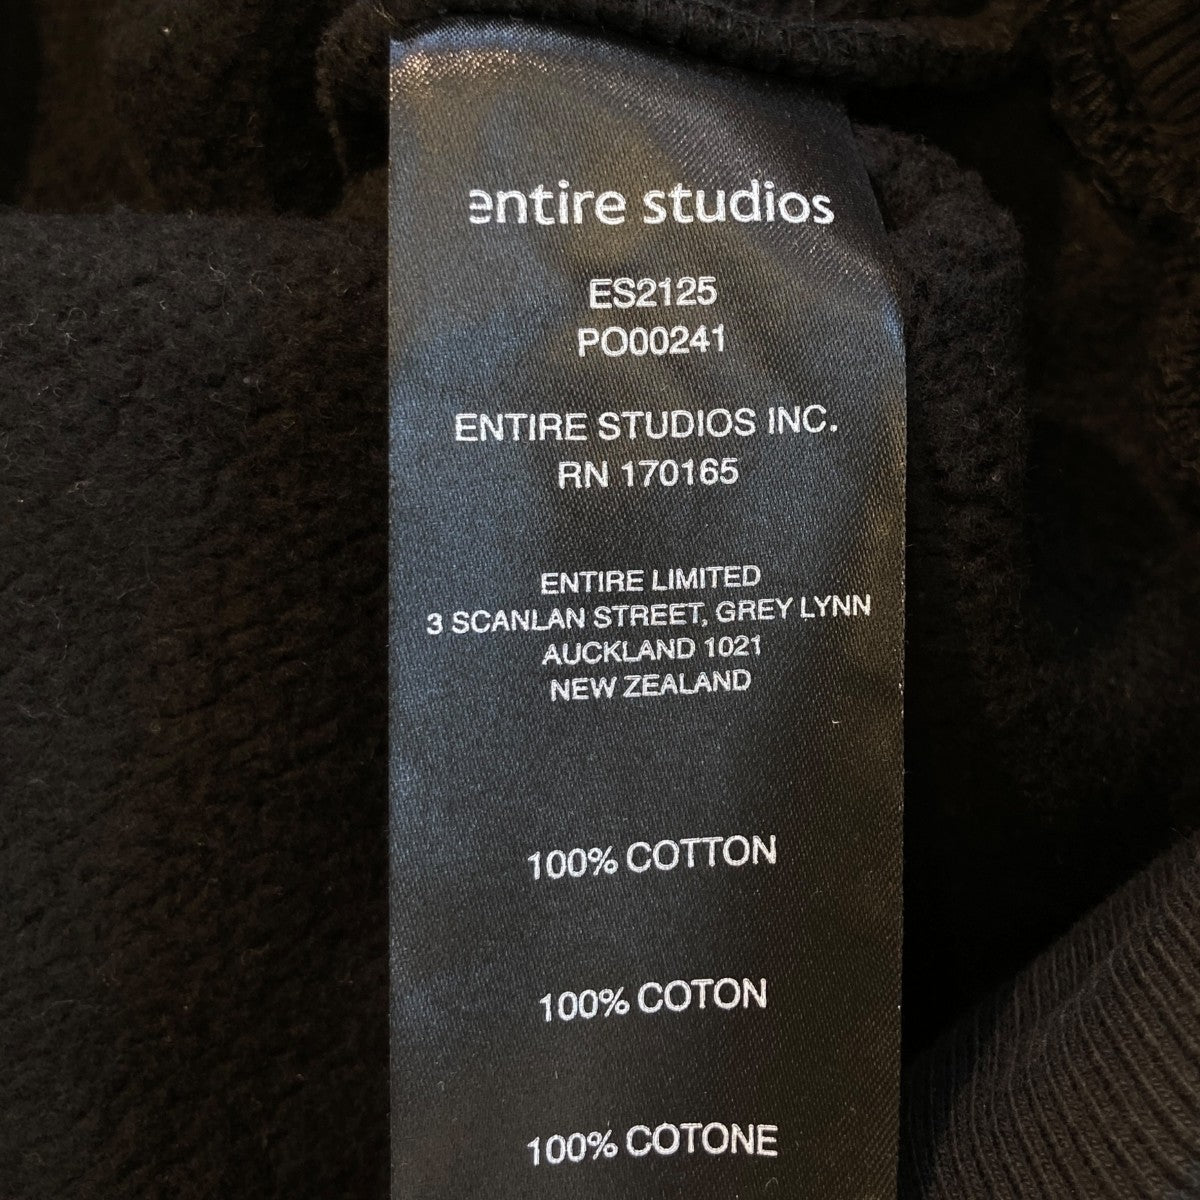 entire studios
ES2125
PO00241
ENTIRE STUDIOS INC.
RN 170165
ENTIRE LIMITED
3 SCANLAN STREET, GREY LYNN
AUCKLAND 1021
NEW ZEALAND
100% COTTON
100% COTON
100% COTONE